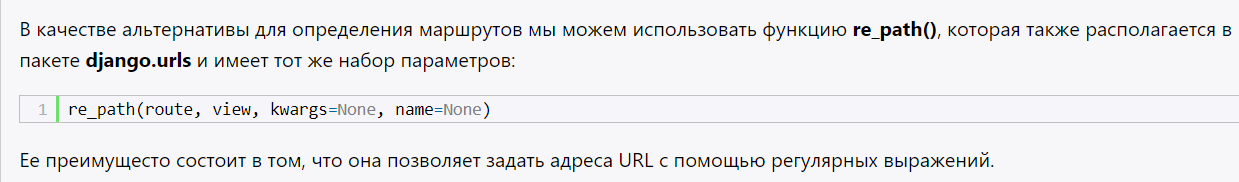 В качестве альтернативы для определения маршрутов мы можем использовать функцию re_path(), которая также располагается в
пакете django.urls и имеет тот же набор параметров:
1 re_path(route, view, kwargs=None, name=None)
Ее преимущесто состоит в том, что она позволяет задать адреса URL с помощью регулярных выражений.